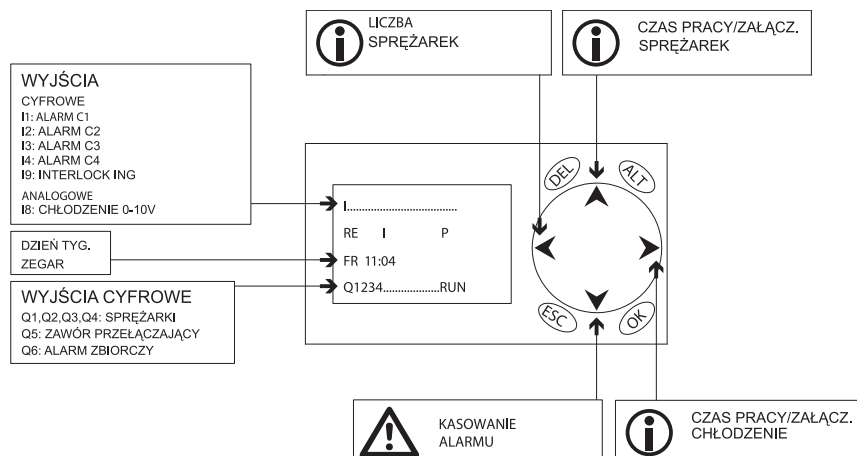 LICZBA
SPRĘŻAREK
CZAS PRACY/ZAŁĄCZ.
SPRĘŻAREK
WYJŚCIA
CYFROWE
I1: ALARM C1
I2: ALARM C2
I3: ALARM C3
I4: ALARM C4
I9: INTERLOCK ING
ANALOGOWE
I8: CHŁODZENIE 0-10V
DZIEŃ TYG.
ZEGAR
WYJŚCIA CYFROWE
Q1,Q2,Q3,Q4: SPRĘŻARKI
Q5: ZAWÓR PRZEŁĄCZAJĄCY
Q6: ALARM ZBIORCZY
I.....................................
RE I P
FR 11:04
Q1234...................RUN
DEL
ALT
ESC
OK
KASOWANIE
ALARMU
CZAS PRACY/ZAŁĄCZ.
CHŁODZENIE